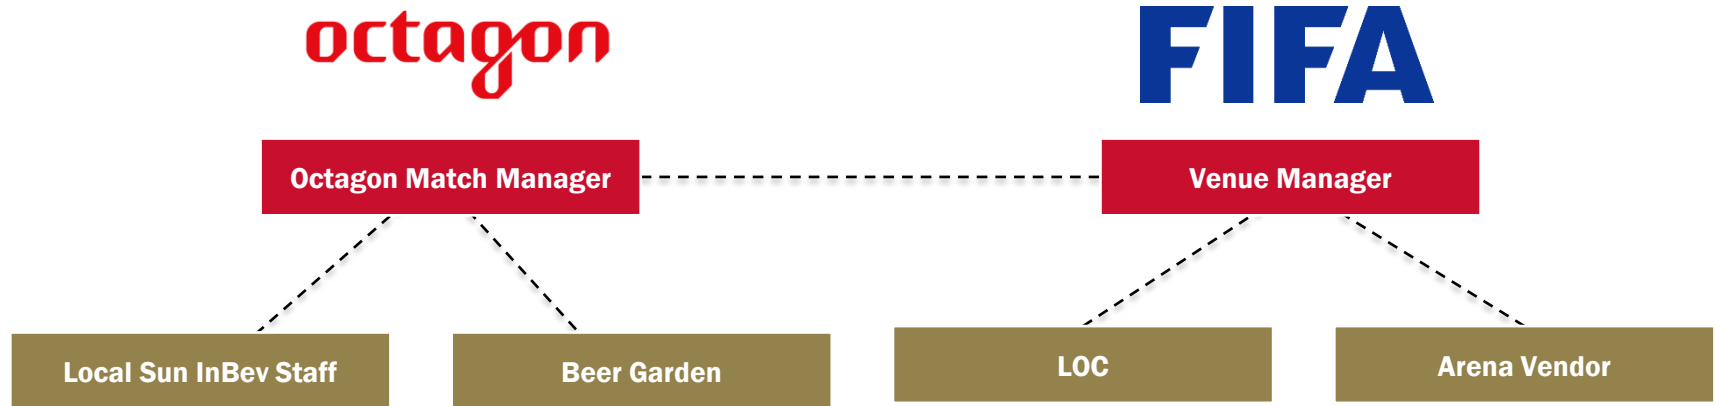 octagon
FIFA
Octagon Match Manager
Venue Manager
Local Sun InBev Staff
Beer Garden
LOC
Arena Vendor